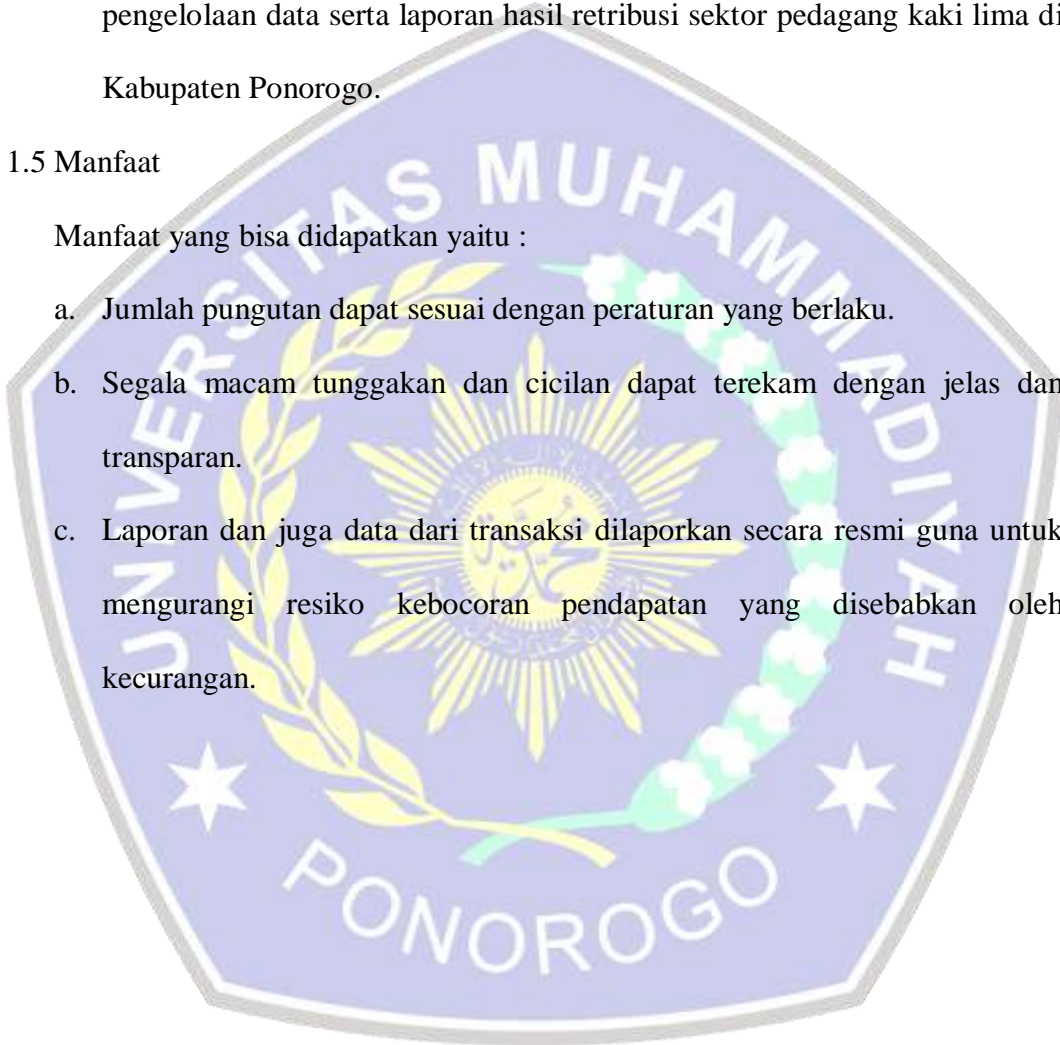 pengelolaan data serta laporan hasil retribusi sektor pedagang kaki lima di
Kabupaten Ponorogo.
1.5 Manfaat
Manfaat yang bisa didapatkan yaitu :
a. Jumlah pungutan dapat sesuai dengan peraturan yang berlaku.
b. Segala macam tunggakan dan cicilan dapat terekam dengan jelas dan
transparan.
c. Laporan dan juga data dari transaksi dilaporkan secara resmi guna untuk
mengurangi resiko kebocoran pendapatan yang disebabkan oleh
kecurangan.
UNIVERSITAS MUHAMMADIYAH
PONOROGO